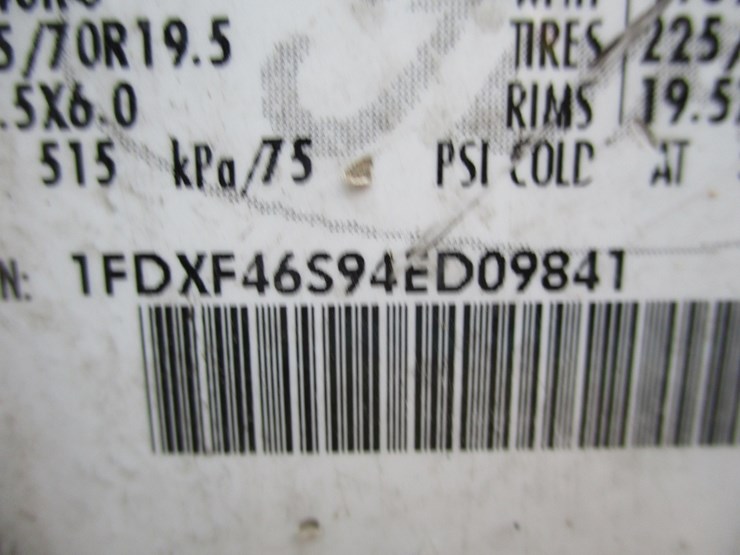 5/70R19.5 TIRES 225/
.5X6.0 RIMS 19.5
515 kPa/75 PSI COLD AT
N: 1FDXF46S94ED09841